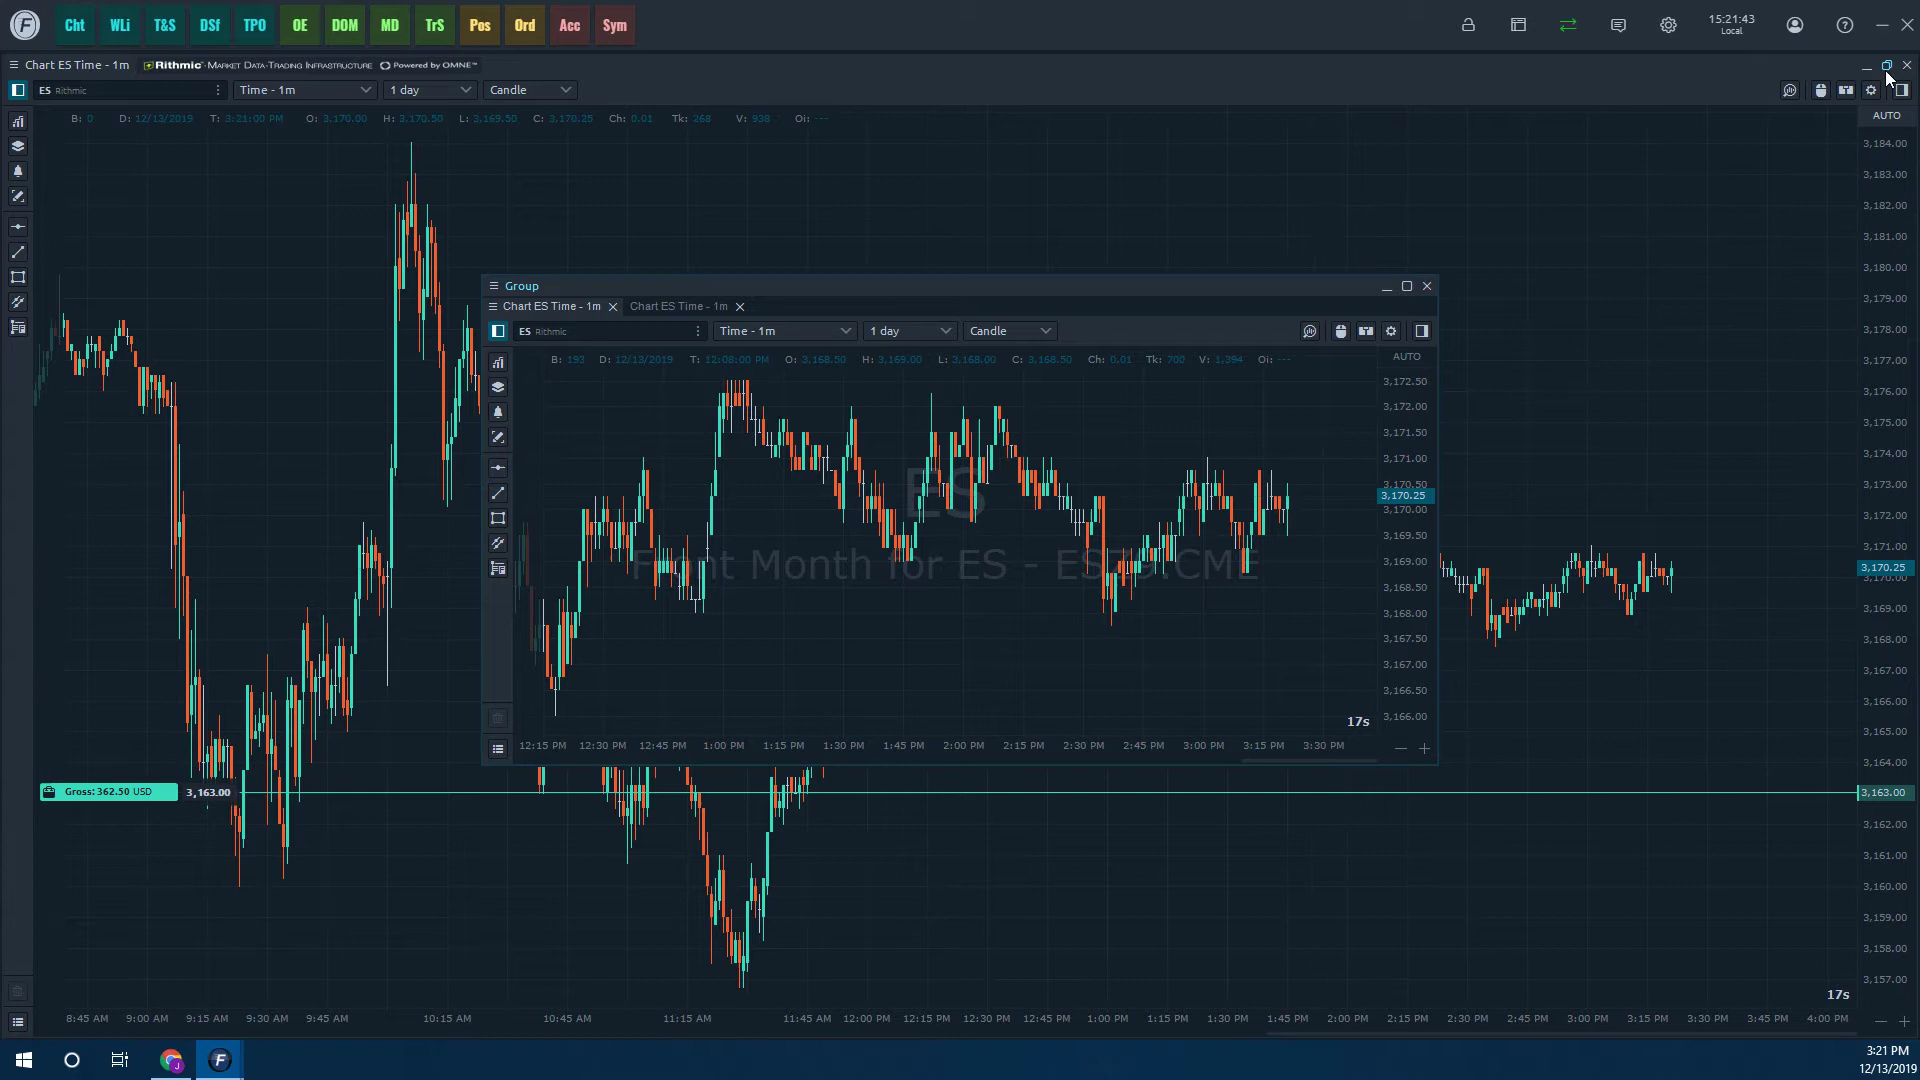 Cht WLi T&S DSf TPO OE DOM MD TrS Pos Ord Acc Sym
15:21:43
Local
Chart ES Time - 1m Rithmic MARKET DATA-TRADING INFRASTRUCTURE Powered by OMNE™
ES Rithmic Time - 1m 1 day Candle
B: 0 D: 12/13/2019 T: 3:21:00 PM O: 3,170.00 H: 3,170.50 L: 3,169.50 C: 3,170.25 Ch: 0.01 Tk: 268 V: 938 Oi: ---
AUTO
3,184.00
3,183.00
3,182.00
3,181.00
3,180.00
3,179.00
3,178.00
3,177.00
3,176.00
3,175.00
3,174.00
3,173.00
3,172.00
3,171.00
3,170.25
3,170.00
3,169.00
3,168.00
3,167.00
3,166.00
3,165.00
3,164.00
3,163.00
3,162.00
3,161.00
3,160.00
3,159.00
3,158.00
3,157.00
Group
Chart ES Time - 1m Chart ES Time - 1m
ES Rithmic Time - 1m 1 day Candle
B: 193 D: 12/13/2019 T: 12:08:00 PM O: 3,168.50 H: 3,169.00 L: 3,168.00 C: 3,168.50 Ch: 0.01 Tk: 700 V: 1,394 Oi: ---
AUTO
3,172.50
3,172.00
3,171.50
3,171.00
3,170.50
3,170.25
3,170.00
3,169.50
3,169.00
3,168.50
3,168.00
3,167.50
3,167.00
3,166.50
3,166.00
ES
Front Month for ES - ESZ9.CME
17s
12:15 PM 12:30 PM 12:45 PM 1:00 PM 1:15 PM 1:30 PM 1:45 PM 2:00 PM 2:15 PM 2:30 PM 2:45 PM 3:00 PM 3:15 PM 3:30 PM
Gross: 362.50 USD 3,163.00
17s
8:45 AM 9:00 AM 9:15 AM 9:30 AM 9:45 AM 10:15 AM 10:45 AM 11:15 AM 11:45 AM 12:00 PM 12:15 PM 12:30 PM 12:45 PM 1:00 PM 1:15 PM 1:30 PM 1:45 PM 2:00 PM 2:15 PM 2:30 PM 2:45 PM 3:00 PM 3:15 PM 3:30 PM 3:45 PM 4:00 PM
3:21 PM
12/13/2019